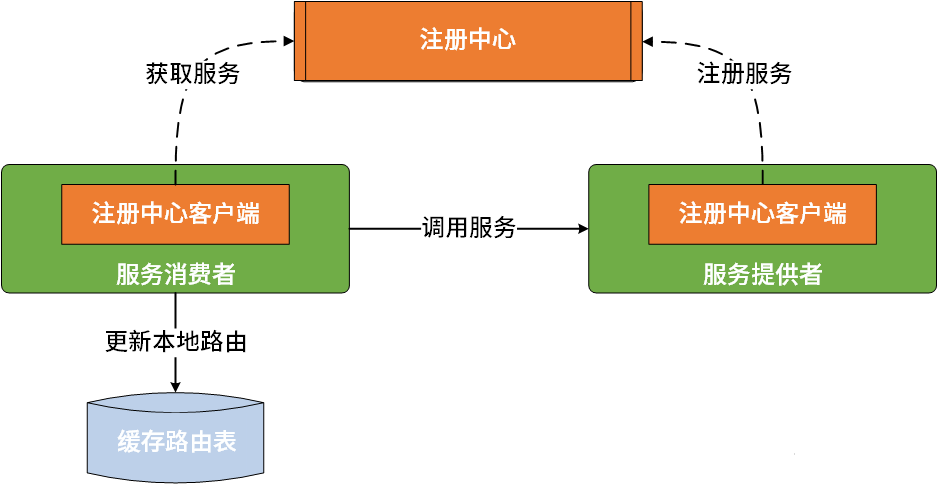 注册中心
获取服务
注册服务
注册中心客户端
注册中心客户端
调用服务
服务消费者
服务提供者
更新本地路由
缓存路由表